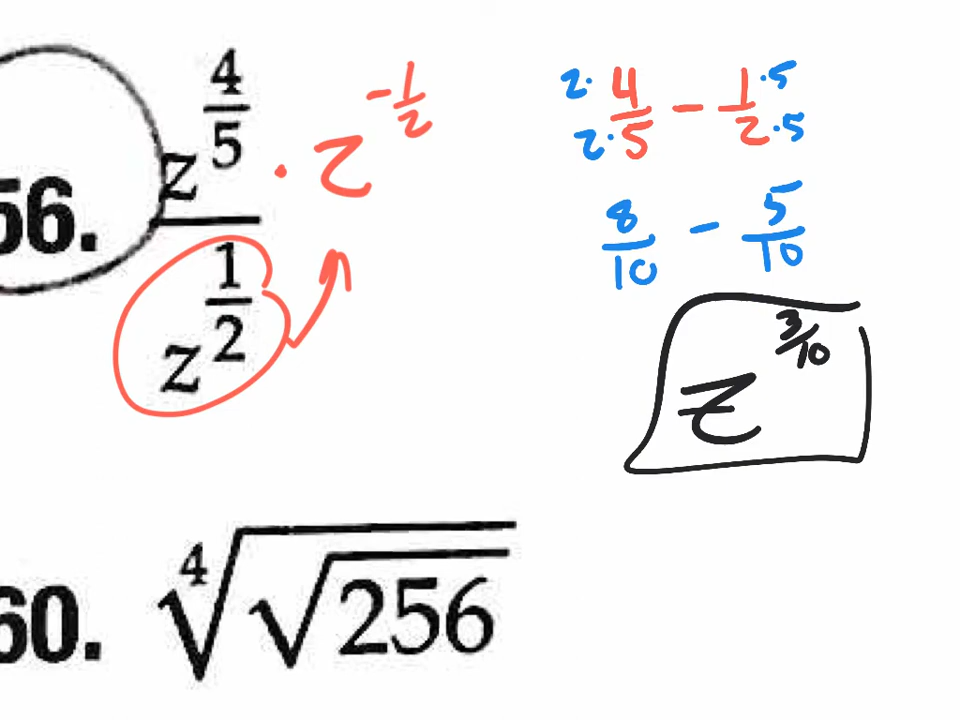 56. z^(4/5) / z^(1/2) · z^(-1/2)
2· 4/5 ·2 - 1/2 ·5 ·5
8/10 - 5/10
z^(3/10)
60. ⁴√(√256)